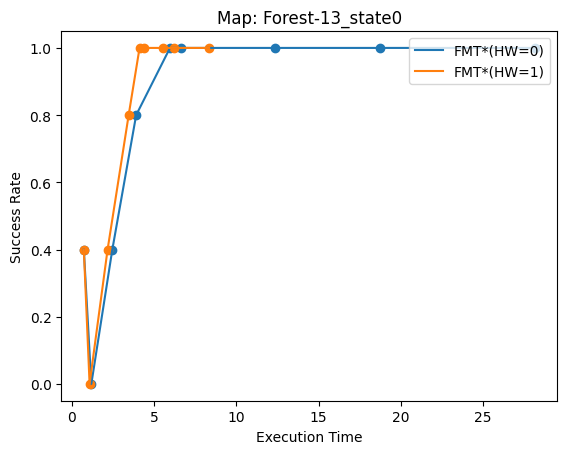 Map: Forest-13_state0
1.0
0.8
0.6
0.4
0.2
0.0
Success Rate
FMT*(HW=0)
FMT*(HW=1)
0 5 10 15 20 25
Execution Time